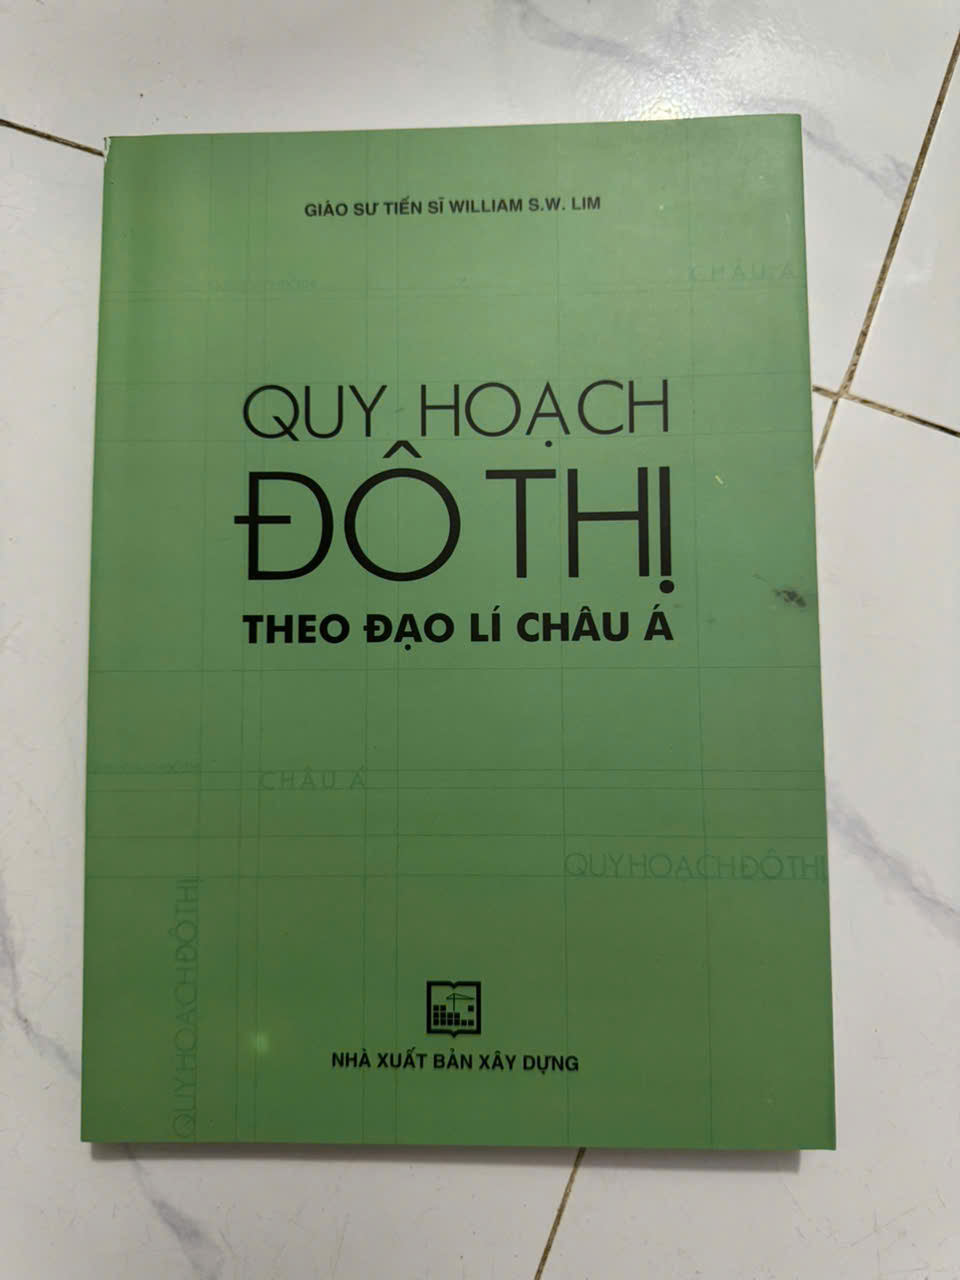 GIÁO SƯ TIẾN SĨ WILLIAM S.W. LIM
CHÂU Á
QUY HOẠCH
ĐÔ THỊ
THEO ĐẠO LÍ CHÂU Á
CHÂU Á
QUY HOẠCH ĐÔ THỊ
QUY HOẠCH ĐÔ THỊ
NHÀ XUẤT BẢN XÂY DỰNG